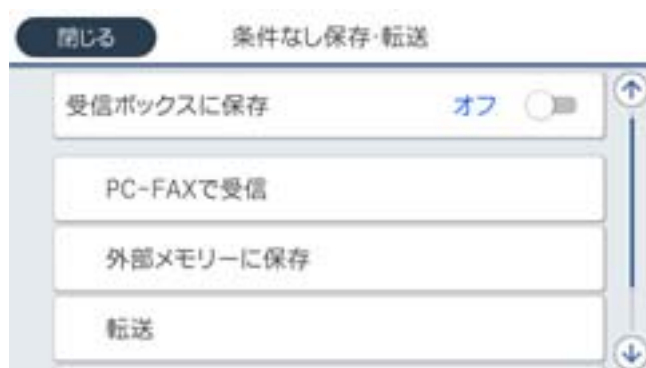 閉じる
条件なし保存・転送
受信ボックスに保存
オフ
PC-FAXで受信
外部メモリーに保存
転送